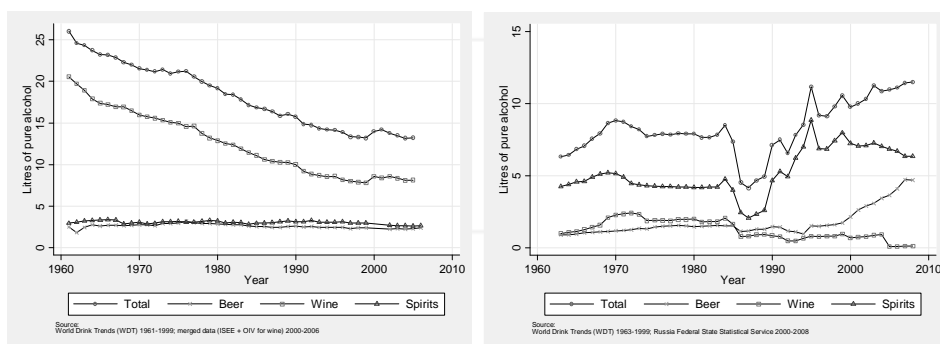 Litres of pure alcohol
25
20
15
10
5
0
1960 1970 1980 1990 2000 2010
Year
Total Beer Wine Spirits
Source:
World Drink Trends (WDT) 1961-1999; merged data (ISEE + OIV for wine) 2000-2006
Litres of pure alcohol
15
10
5
0
1960 1970 1980 1990 2000 2010
Year
Total Beer Wine Spirits
Source:
World Drink Trends (WDT) 1963-1999; Russia Federal State Statistical Service 2000-2008